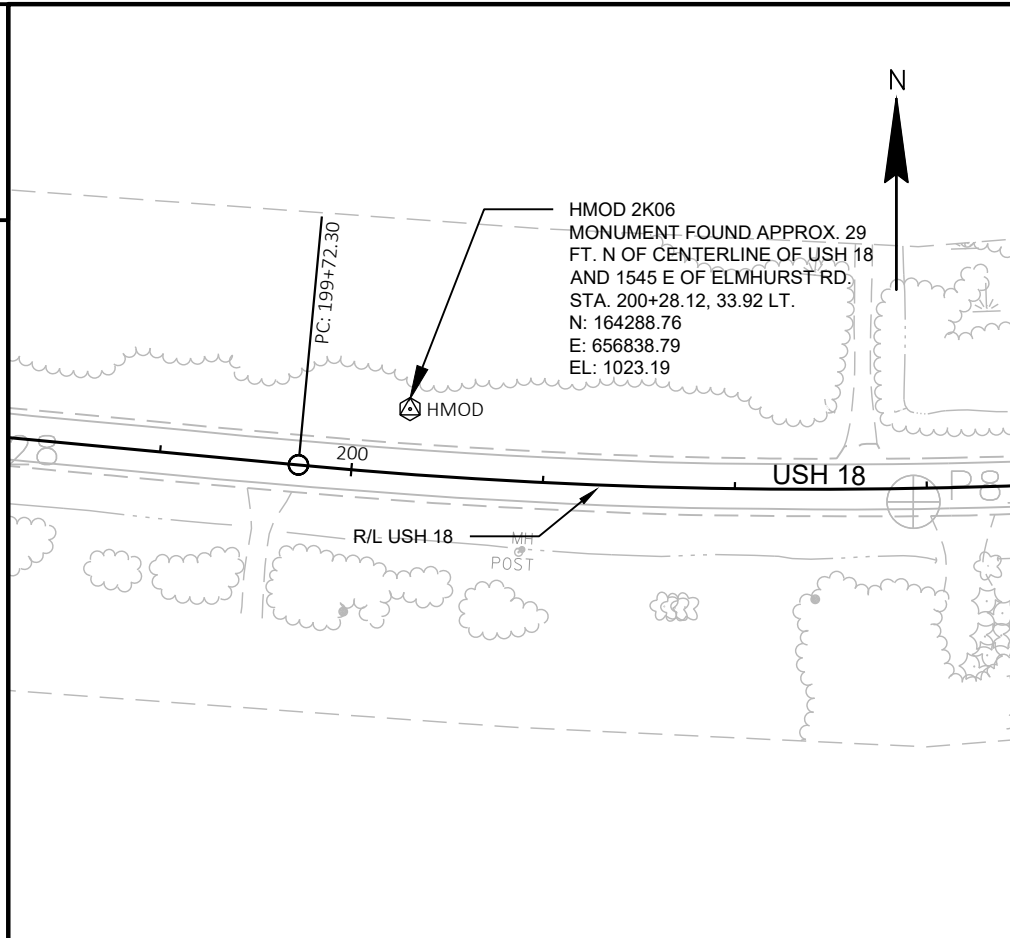 N
HMOD 2K06
MONUMENT FOUND APPROX. 29
FT. N OF CENTERLINE OF USH 18
AND 1545 E OF ELMHURST RD.
STA. 200+28.12, 33.92 LT.
N: 164288.76
E: 656838.79
EL: 1023.19
PC: 199+72.30
HMOD
28
200
USH 18
P8
R/L USH 18
MH
POST